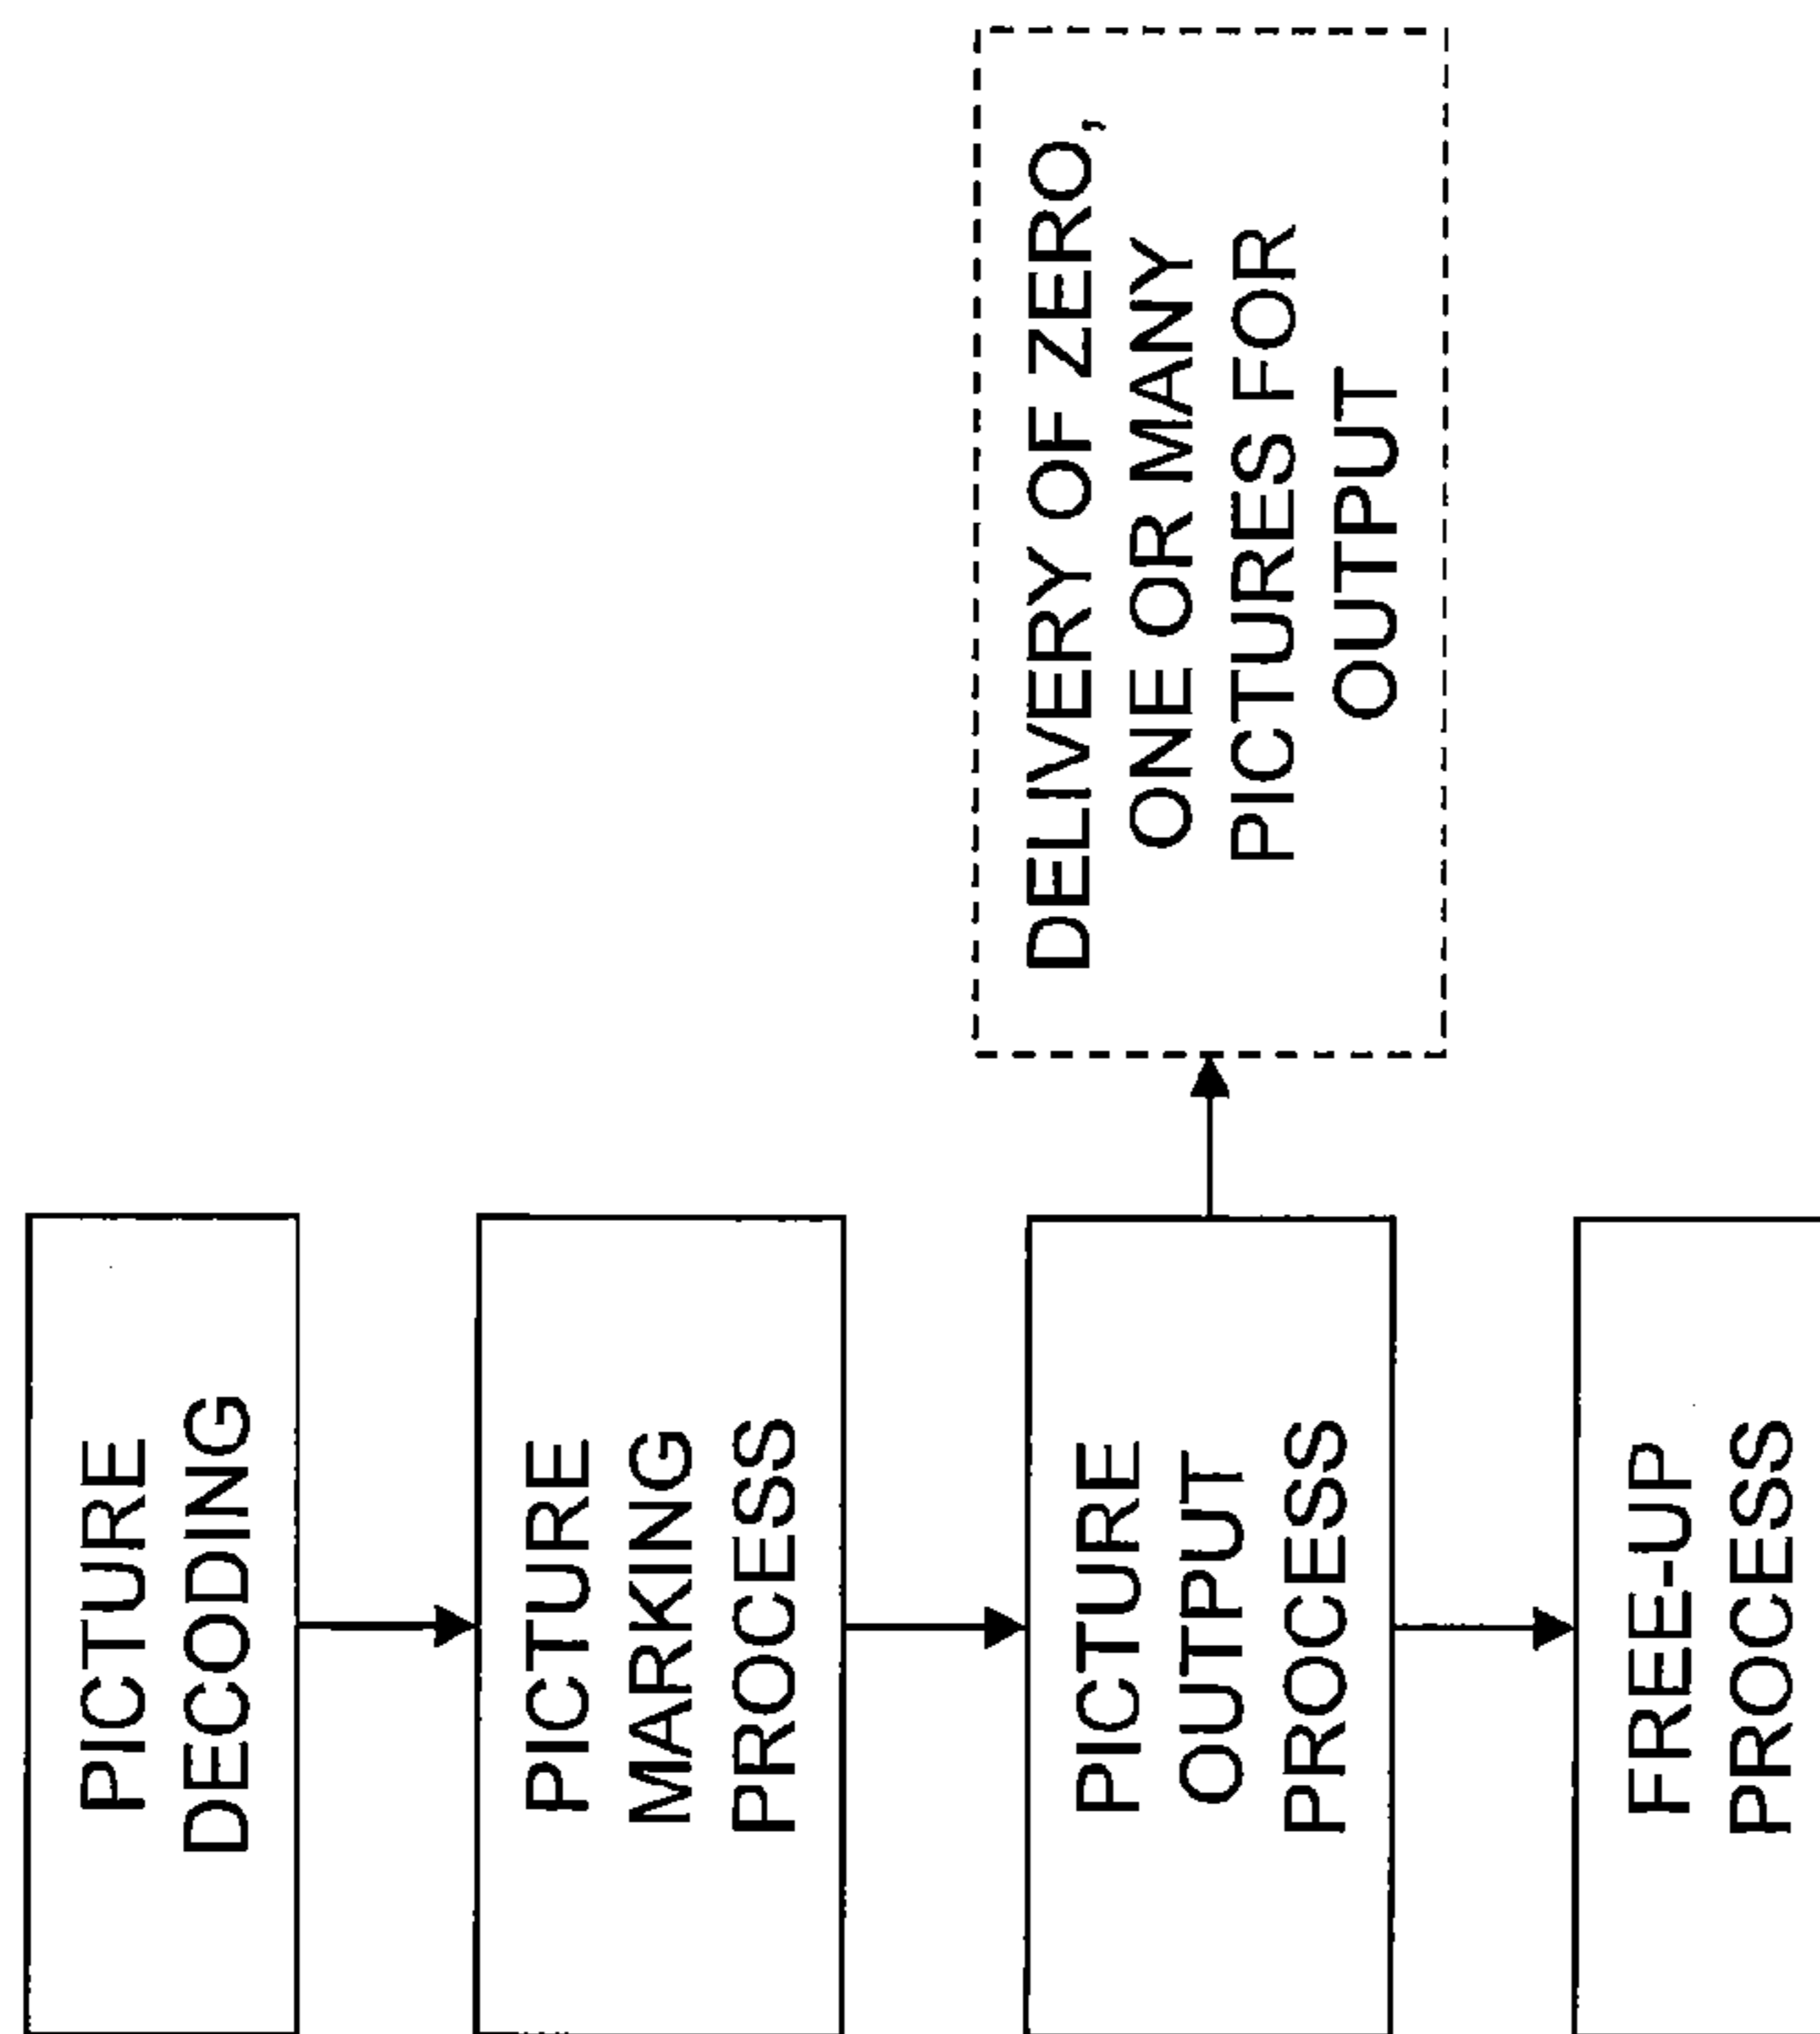 PICTURE
DECODING
PICTURE
MARKING
PROCESS
PICTURE
OUTPUT
PROCESS
DELIVERY OF ZERO,
ONE OR MANY
PICTURES FOR
OUTPUT
FREE-UP
PROCESS